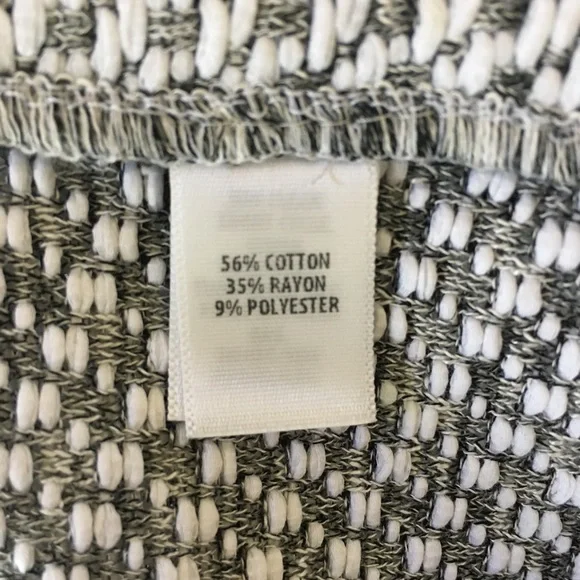 56% COTTON
35% RAYON
9% POLYESTER